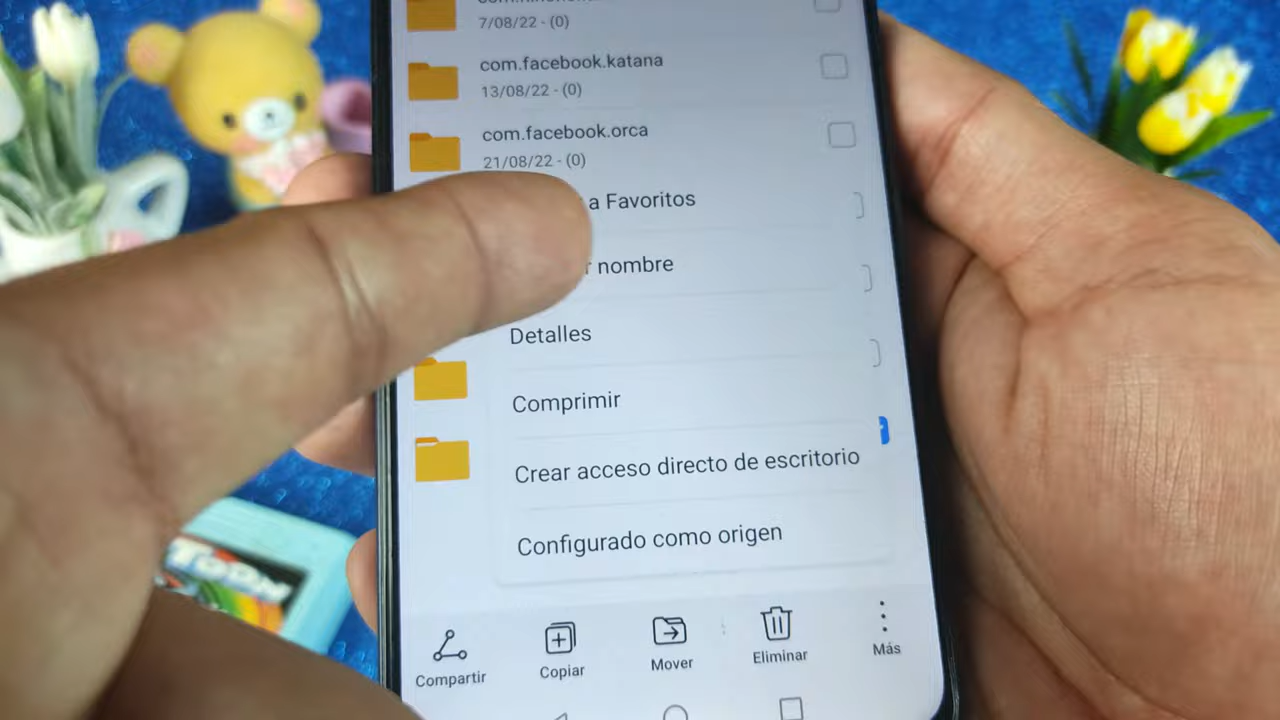 7/08/22 - (0)
com.facebook.katana
13/08/22 - (0)
com.facebook.orca
21/08/22 - (0)
a Favoritos
r nombre
Detalles
Comprimir
Crear acceso directo de escritorio
Configurado como origen
Compartir
Copiar
Mover
Eliminar
Más